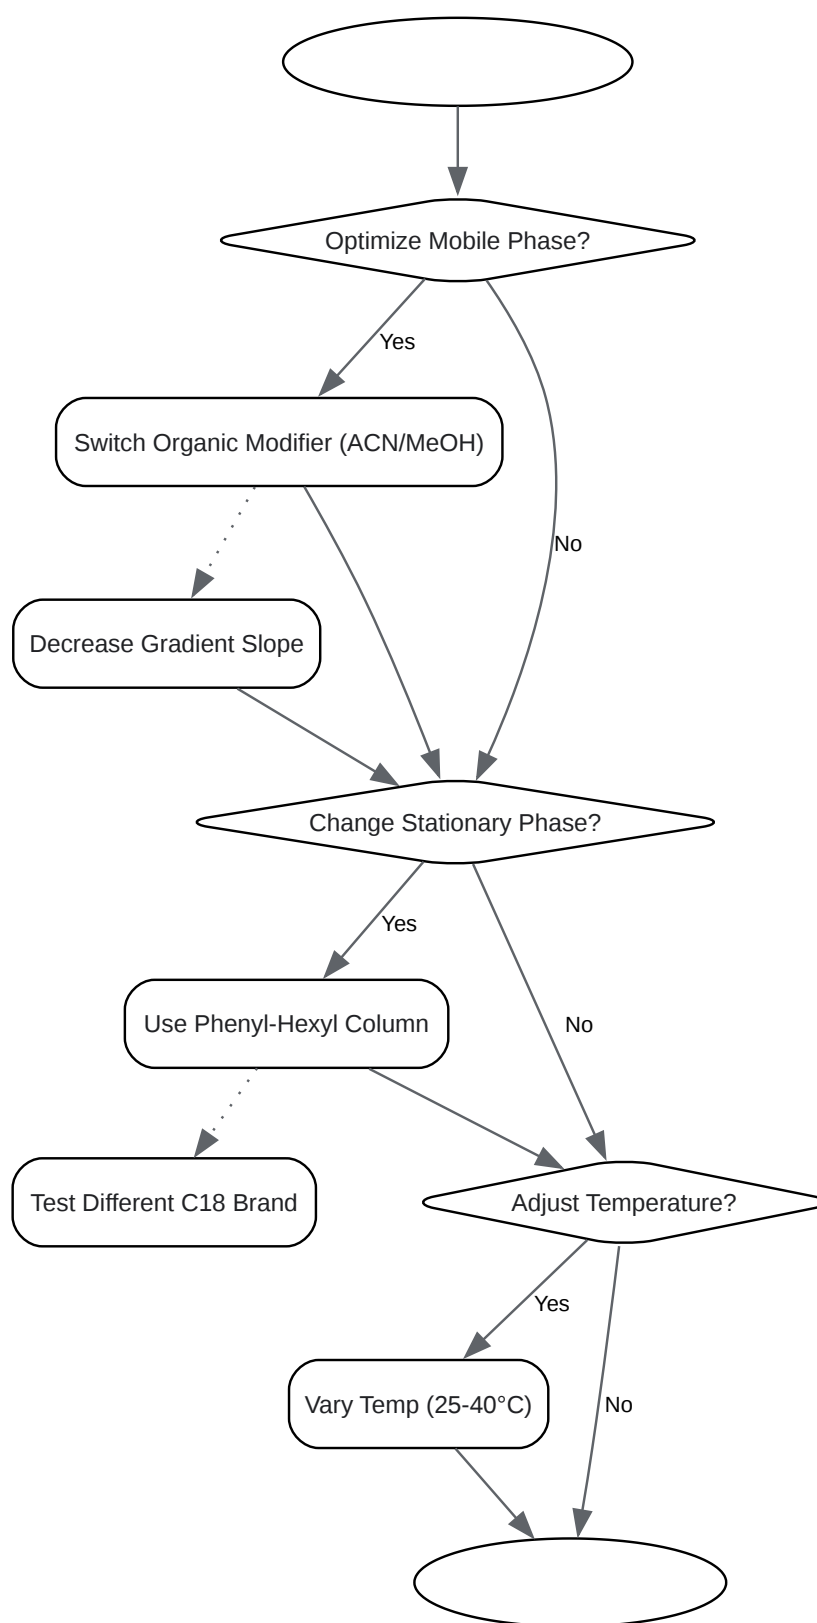 Optimize Mobile Phase?
Yes
Switch Organic Modifier (ACN/MeOH)
No
Decrease Gradient Slope
Change Stationary Phase?
Yes
Use Phenyl-Hexyl Column
No
Test Different C18 Brand
Adjust Temperature?
Yes
Vary Temp (25-40°C)
No